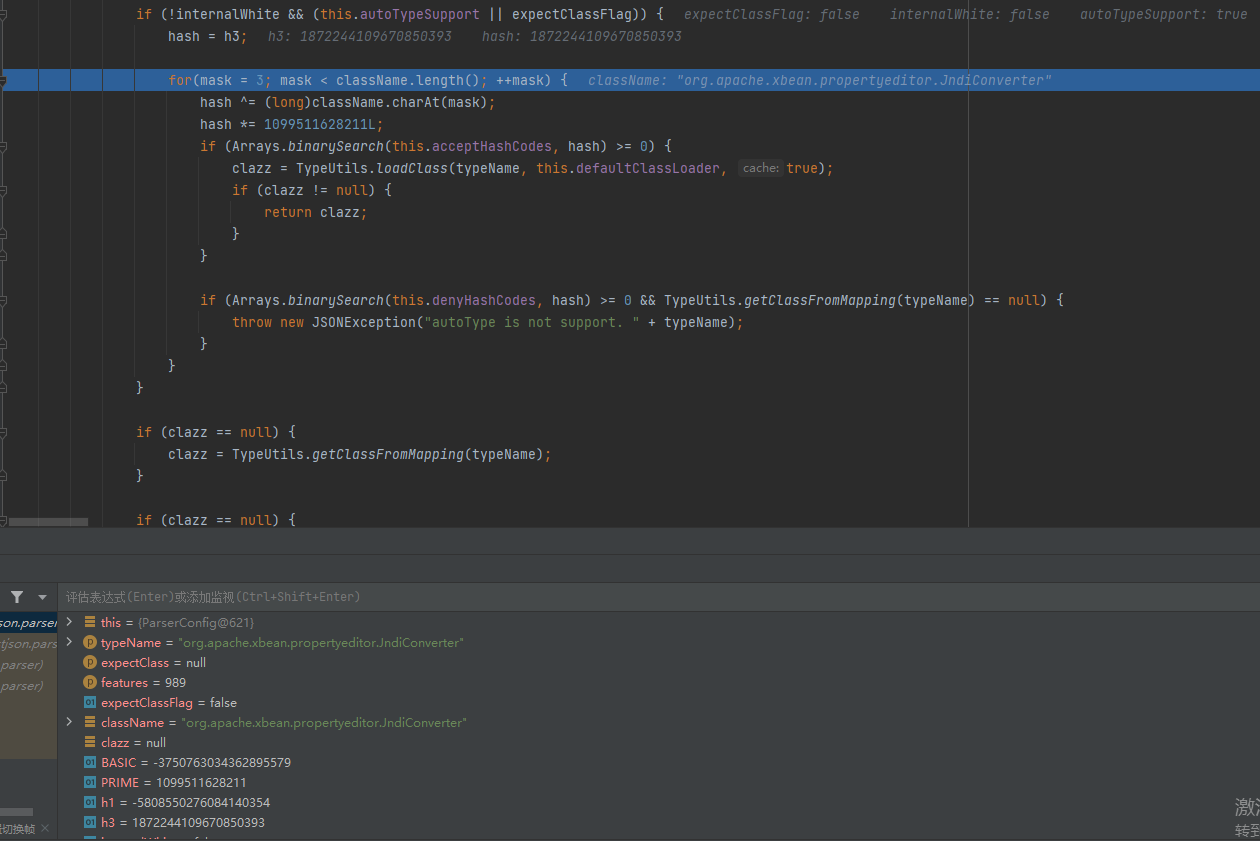 if (!internalWhite && (this.autoTypeSupport || expectClassFlag)) { expectClassFlag: false internalWhite: false autoTypeSupport: true
hash = h3; h3: 1872244109670850393 hash: 1872244109670850393
for(mask = 3; mask < className.length(); ++mask) { className: "org.apache.xbean.propertyeditor.JndiConverter"
hash ^= (long)className.charAt(mask);
hash *= 1099511628211L;
if (Arrays.binarySearch(this.acceptHashCodes, hash) >= 0) {
clazz = TypeUtils.loadClass(typeName, this.defaultClassLoader, cache: true);
if (clazz != null) {
return clazz;
}
}
if (Arrays.binarySearch(this.denyHashCodes, hash) >= 0 && TypeUtils.getClassFromMapping(typeName) == null) {
throw new JSONException("autoType is not support. " + typeName);
}
}
}
if (clazz == null) {
clazz = TypeUtils.getClassFromMapping(typeName);
}
if (clazz == null) {
评估表达式(Enter)或添加监视(Ctrl+Shift+Enter)
son.parser
this = {ParserConfig@621}
tjson.pars
p typeName = "org.apache.xbean.propertyeditor.JndiConverter"
parser)
p expectClass = null
parser)
p features = 989
01 expectClassFlag = false
className = "org.apache.xbean.propertyeditor.JndiConverter"
clazz = null
01 BASIC = -3750763034362895579
01 PRIME = 1099511628211
01 h1 = -5808550276084140354
激
01 h3 = 1872244109670850393
切换帧
转到